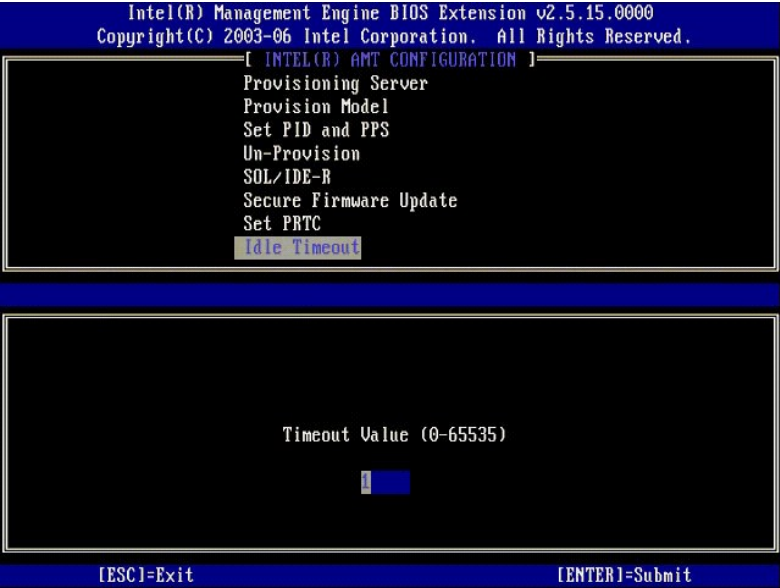 Intel(R) Management Engine BIOS Extension v2.5.15.0000
Copyright(C) 2003-06 Intel Corporation. All Rights Reserved.
[ INTEL(R) AMT CONFIGURATION ]
Provisioning Server
Provision Model
Set PID and PPS
Un-Provision
SOL/IDE-R
Secure Firmware Update
Set PRTC
Idle Timeout
Timeout Value (0-65535)
1
[ESC]=Exit [ENTER]=Submit